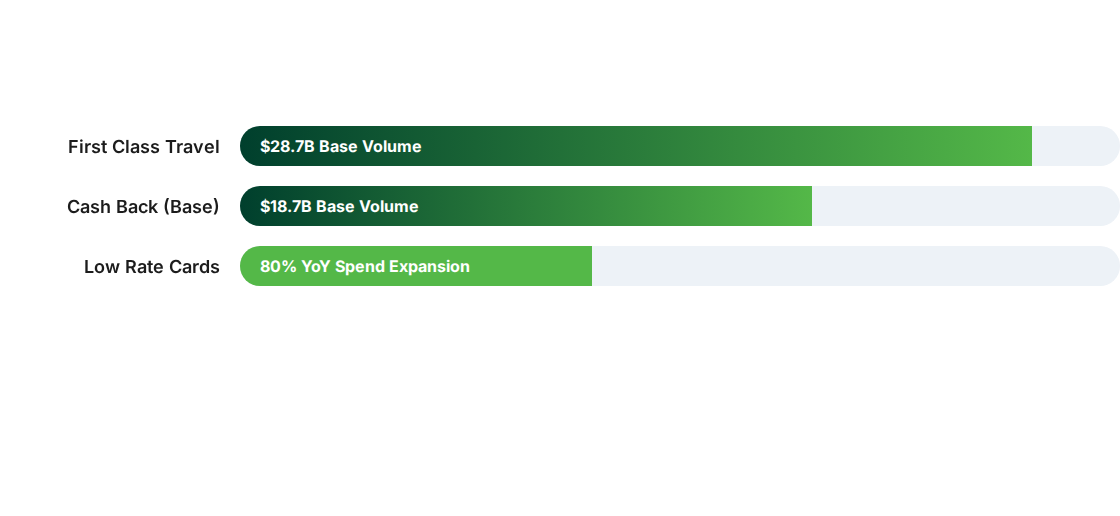 First Class Travel $28.7B Base Volume
Cash Back (Base) $18.7B Base Volume
Low Rate Cards 80% YoY Spend Expansion